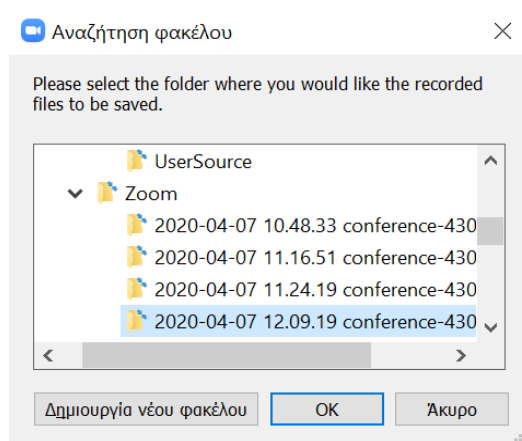 Αναζήτηση φακέλου
Please select the folder where you would like the recorded
files to be saved.
UserSource
Zoom
2020-04-07 10.48.33 conference-430
2020-04-07 11.16.51 conference-430
2020-04-07 11.24.19 conference-430
2020-04-07 12.09.19 conference-430
Δημιουργία νέου φακέλου OK Άκυρο